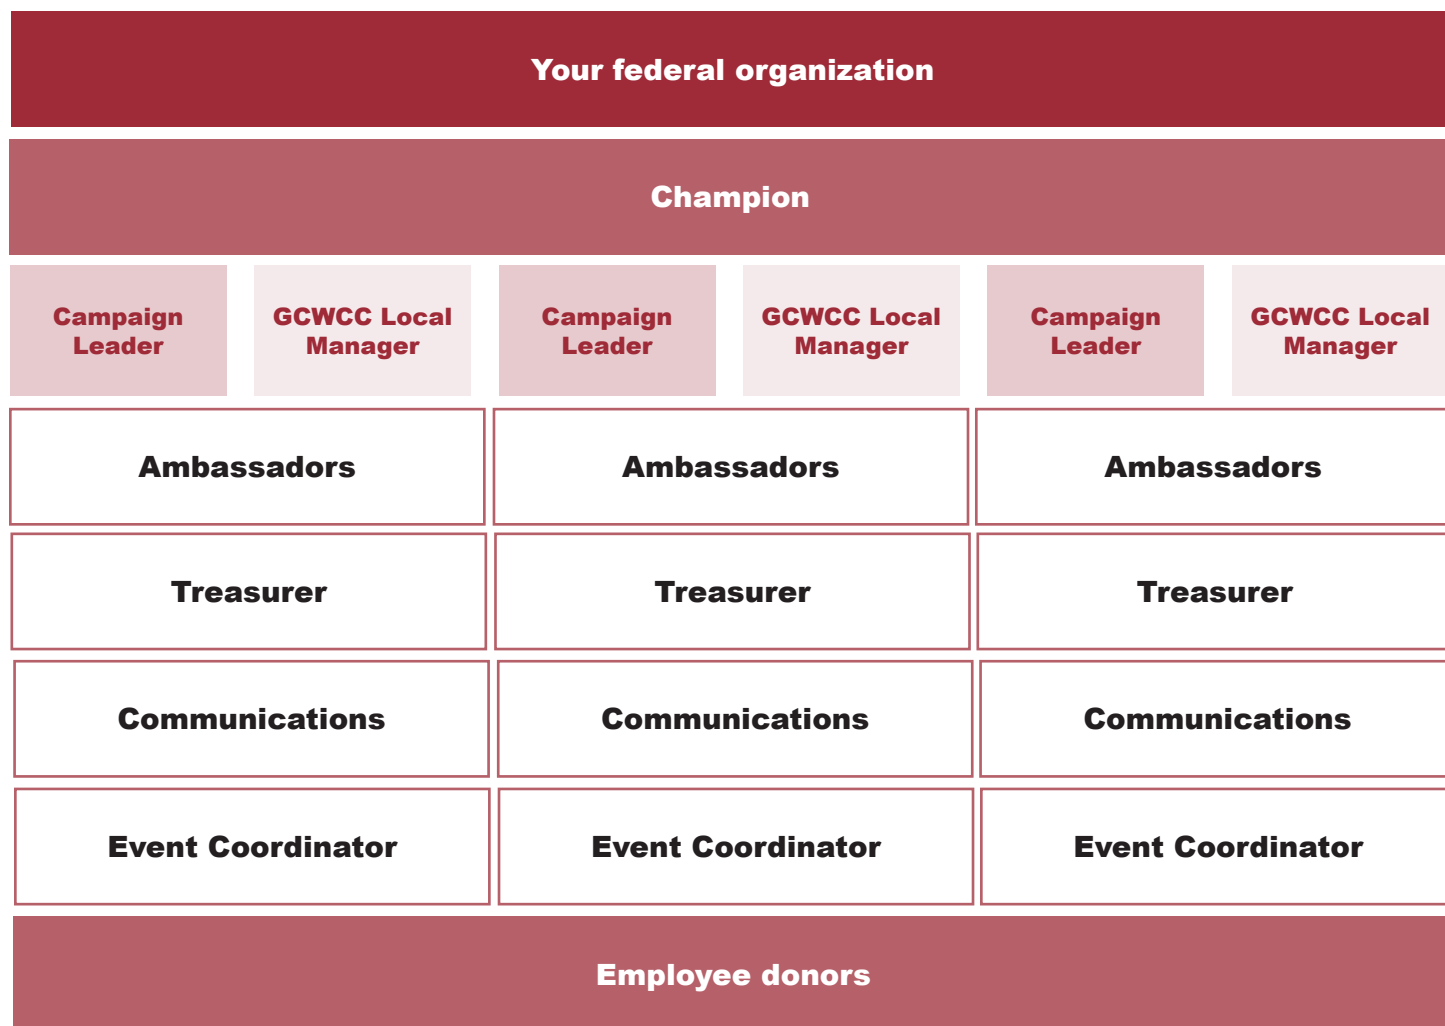 Your federal organization
Champion
Campaign
Leader
GCWCC Local
Manager
Campaign
Leader
GCWCC Local
Manager
Campaign
Leader
GCWCC Local
Manager
Ambassadors
Ambassadors
Ambassadors
Treasurer
Treasurer
Treasurer
Communications
Communications
Communications
Event Coordinator
Event Coordinator
Event Coordinator
Employee donors